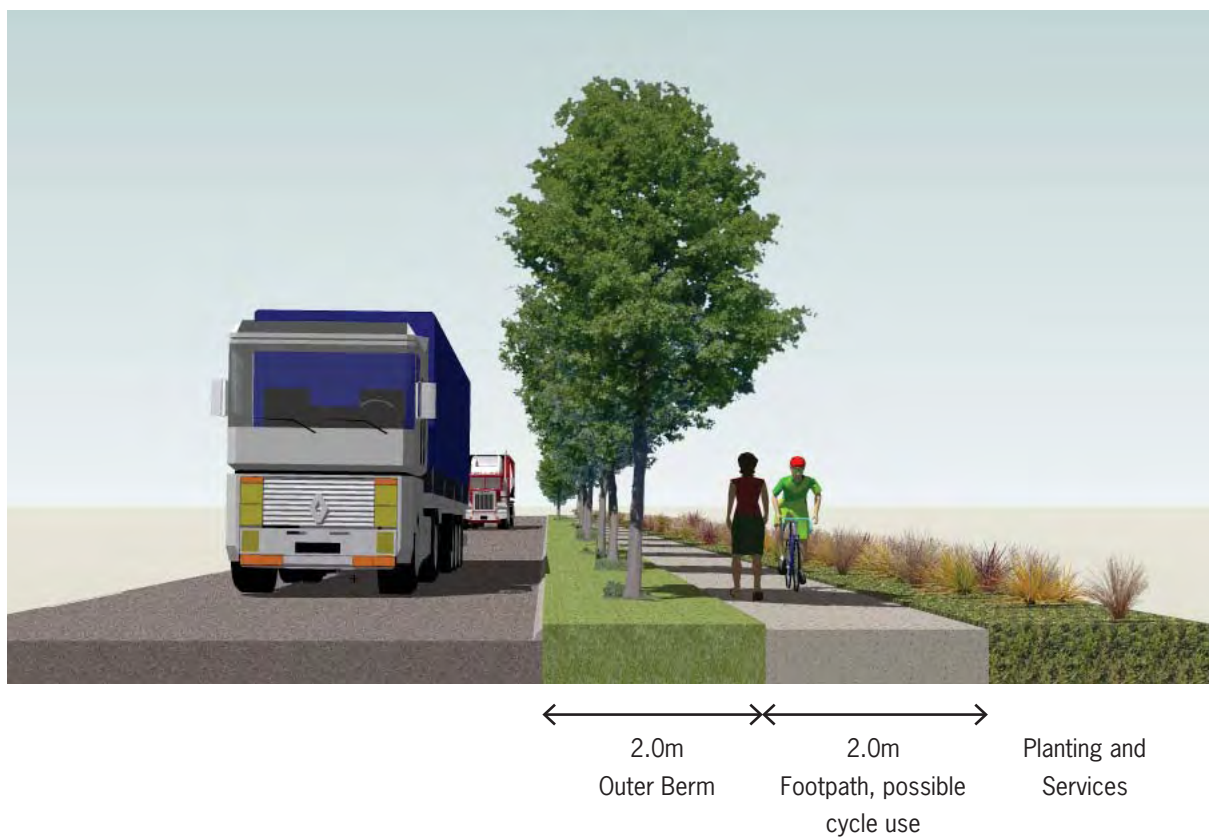 2.0m
Outer Berm
2.0m
Footpath, possible
cycle use
Planting and
Services